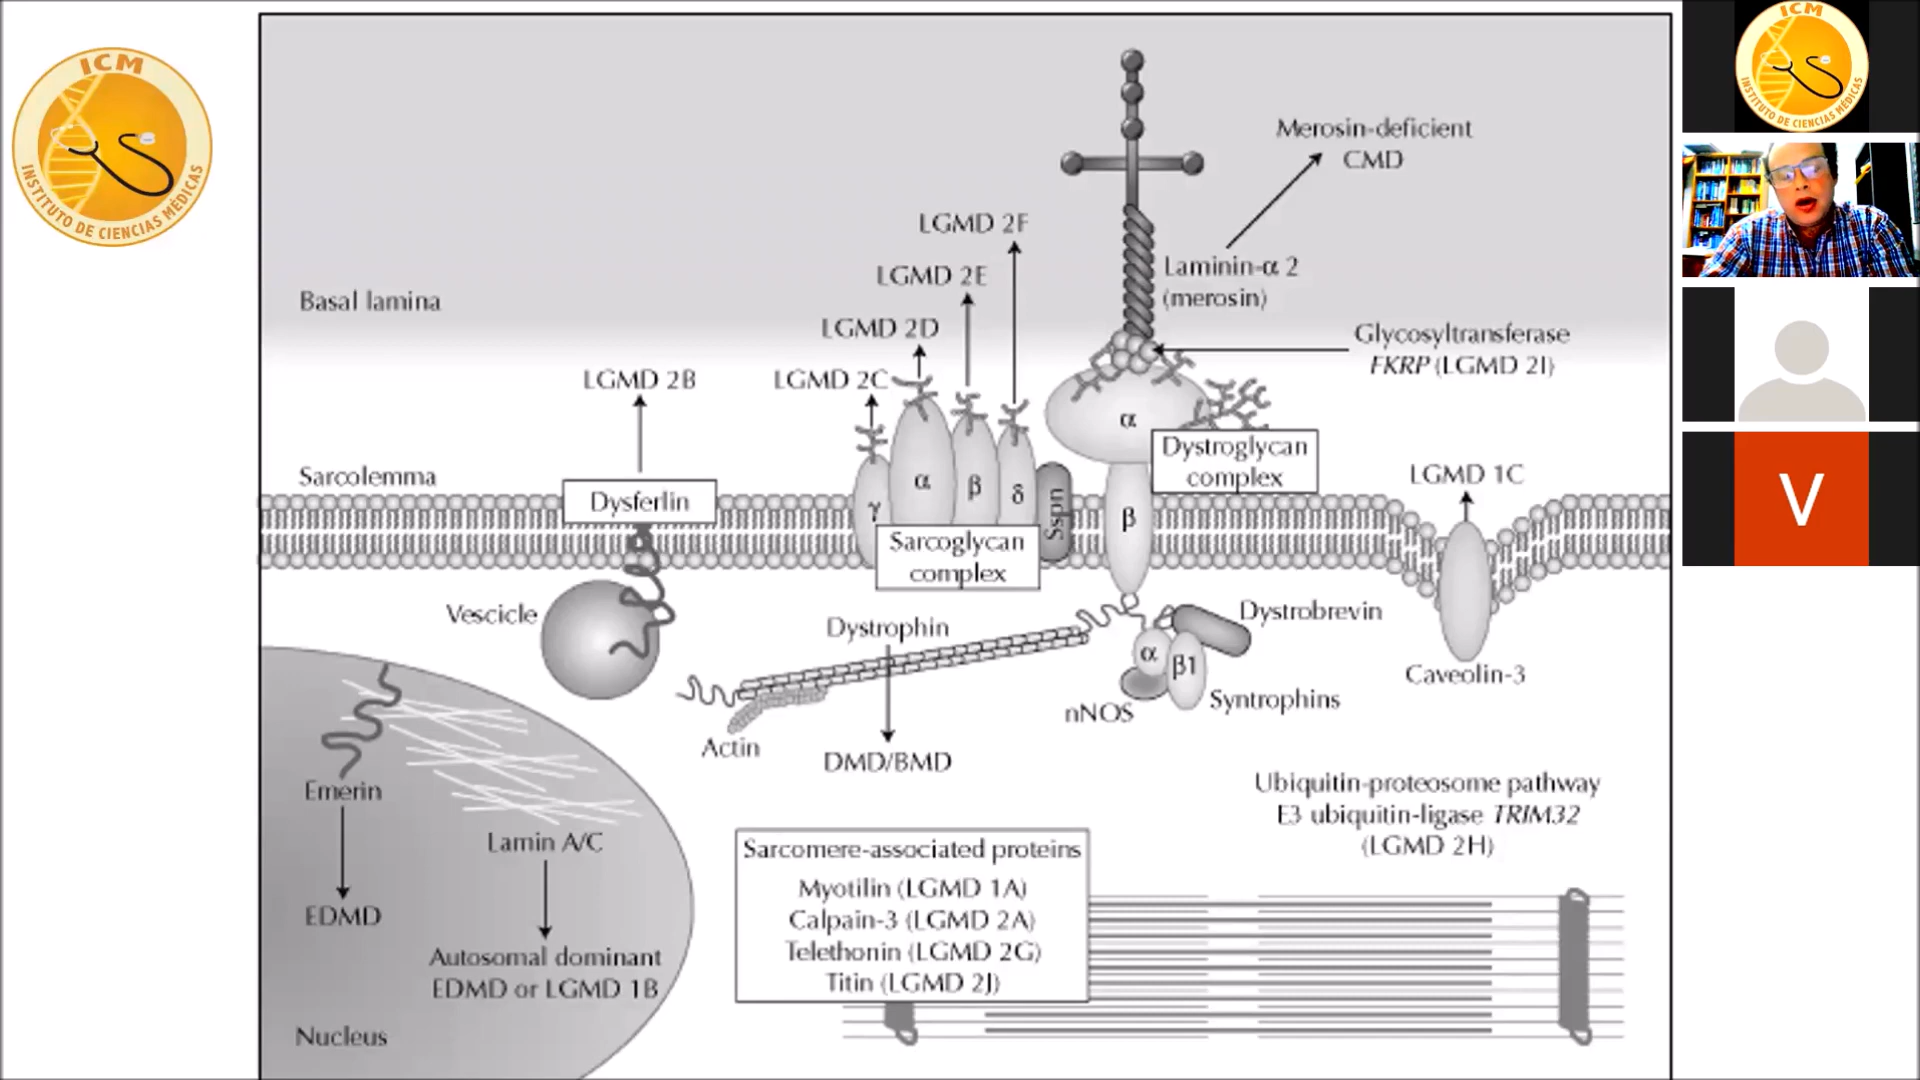 ICM
INSTITUTO DE CIENCIAS MÉDICAS
Merosin-deficient
CMD
LGMD 2F
LGMD 2E
Laminin-α 2
(merosin)
Basal lamina
LGMD 2D
Glycosyltransferase
FKRP (LGMD 2I)
LGMD 2B
LGMD 2C
α
Dystroglycan
complex
Sarcolemma
LGMD 1C
Dysferlin
γ
α
β
δ
Sspn
β
Sarcoglycan
complex
Vescicle
Dystrophin
Dystrobrevin
α
β1
Caveolin-3
Syntrophins
nNOS
Actin
DMD/BMD
Emerin
Ubiquitin-proteosome pathway
E3 ubiquitin-ligase TRIM32
(LGMD 2H)
Lamin A/C
Sarcomere-associated proteins
Myotilin (LGMD 1A)
Calpain-3 (LGMD 2A)
Telethonin (LGMD 2G)
Titin (LGMD 2J)
EDMD
Autosomal dominant
EDMD or LGMD 1B
Nucleus
ICM
INSTITUTO DE CIENCIAS MÉDICAS
V